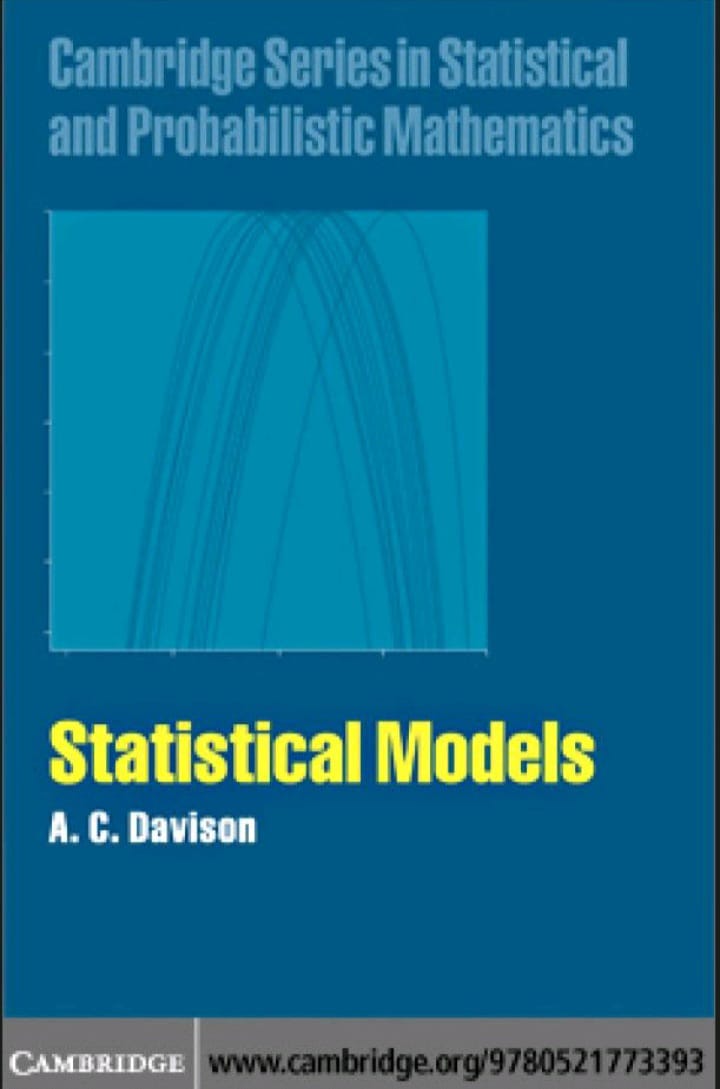 Cambridge Series in Statistical
and Probabilistic Mathematics
Statistical Models
A. C. Davison
CAMBRIDGE
www.cambridge.org/9780521773393